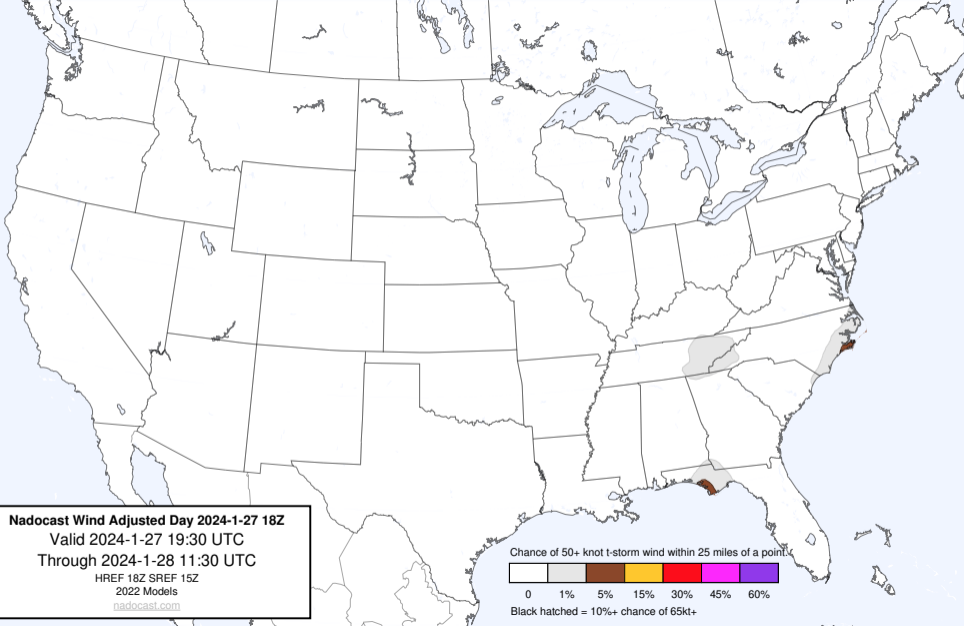 Nadocast Wind Adjusted Day 2024-1-27 18Z
Valid 2024-1-27 19:30 UTC
Through 2024-1-28 11:30 UTC
HREF 18Z SREF 15Z
2022 Models
nadocast.com
Chance of 50+ knot t-storm wind within 25 miles of a point.
0 1% 5% 15% 30% 45% 60%
Black hatched = 10%+ chance of 65kt+